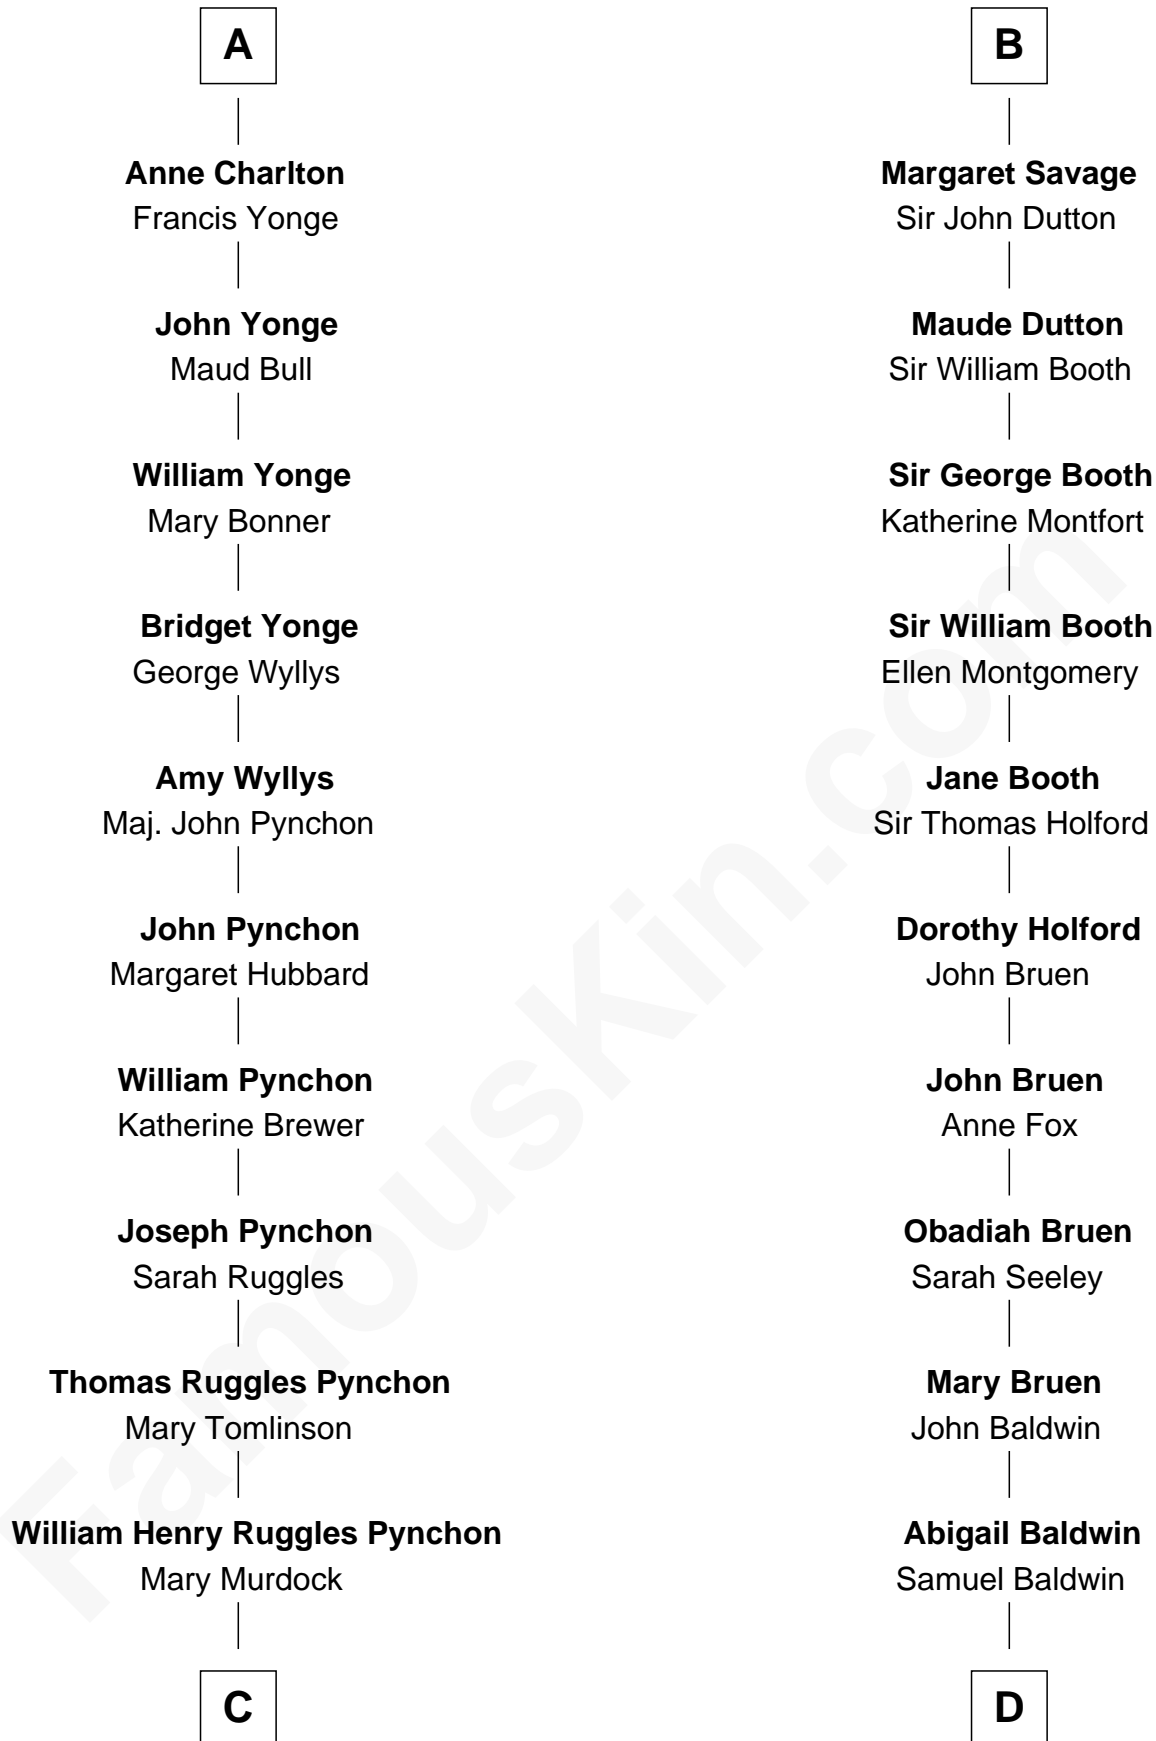 A
Anne Charlton
Francis Yonge
John Yonge
Maud Bull
William Yonge
Mary Bonner
Bridget Yonge
George Wyllys
Amy Wyllys
Maj. John Pynchon
John Pynchon
Margaret Hubbard
William Pynchon
Katherine Brewer
Joseph Pynchon
Sarah Ruggles
Thomas Ruggles Pynchon
Mary Tomlinson
William Henry Ruggles Pynchon
Mary Murdock
C
B
Margaret Savage
Sir John Dutton
Maude Dutton
Sir William Booth
Sir George Booth
Katherine Montfort
Sir William Booth
Ellen Montgomery
Jane Booth
Sir Thomas Holford
Dorothy Holford
John Bruen
John Bruen
Anne Fox
Obadiah Bruen
Sarah Seeley
Mary Bruen
John Baldwin
Abigail Baldwin
Samuel Baldwin
D
FamousKin.com